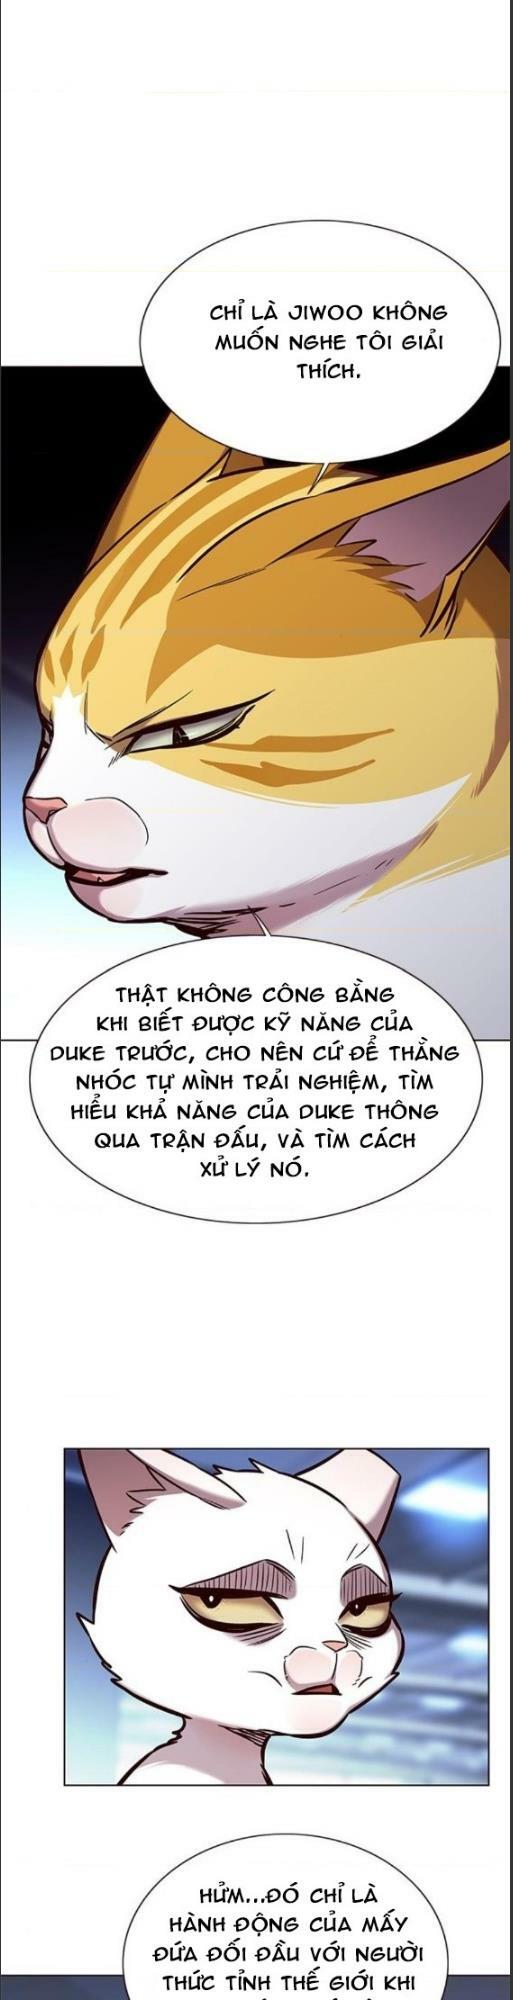 CHỈ LÀ JIWOO KHÔNG
MUỐN NGHE TÔI GIẢI
THÍCH.
THẬT KHÔNG CÔNG BẰNG
KHI BIẾT ĐƯỢC KỸ NĂNG CỦA
DUKE TRƯỚC, CHO NÊN CỨ ĐỂ THẰNG
NHÓC TỰ MÌNH TRẢI NGHIỆM, TÌM
HIỂU KHẢ NĂNG CỦA DUKE THÔNG
QUA TRẬN ĐẤU, VÀ TÌM CÁCH
XỬ LÝ NÓ.
HỬM...ĐÓ CHỈ LÀ
HÀNH ĐỘNG CỦA MẤY
ĐỨA ĐỐI ĐẦU VỚI NGƯỜI
THỨC TỈNH THẾ GIỚI KHI